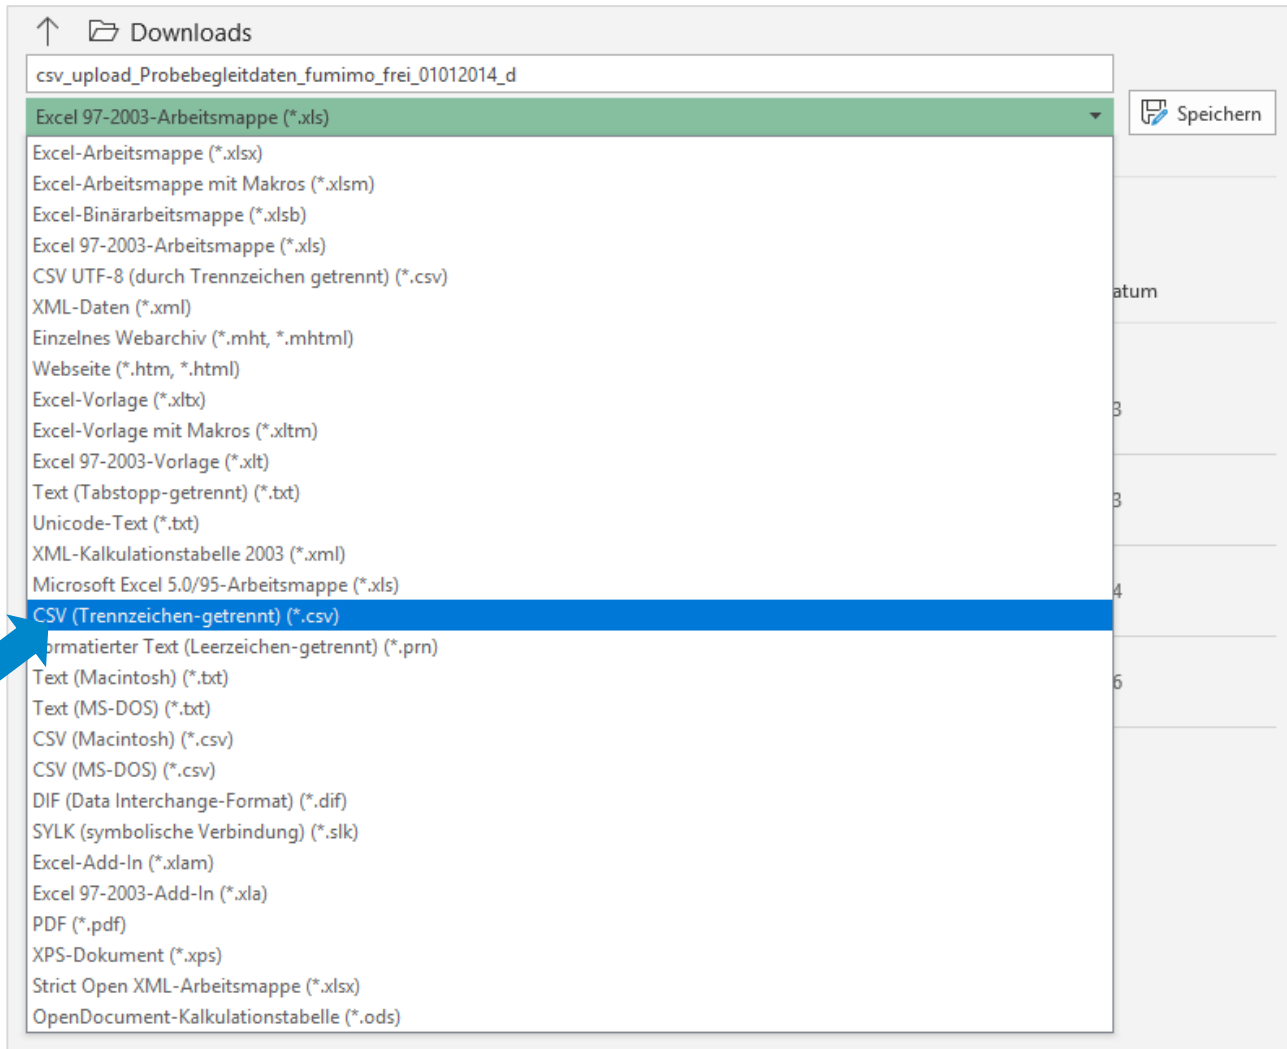 Downloads
csv_upload_Probebegleitdaten_fumimo_frei_01012014_d
Excel 97-2003-Arbeitsmappe (*.xls)
Speichern
Excel-Arbeitsmappe (*.xlsx)
Excel-Arbeitsmappe mit Makros (*.xlsm)
Excel-Binärarbeitsmappe (*.xlsb)
Excel 97-2003-Arbeitsmappe (*.xls)
CSV UTF-8 (durch Trennzeichen getrennt) (*.csv)
atum
XML-Daten (*.xml)
Einzelnes Webarchiv (*.mht, *.mhtml)
Webseite (*.htm, *.html)
Excel-Vorlage (*.xltx)
3
Excel-Vorlage mit Makros (*.xltm)
Excel 97-2003-Vorlage (*.xlt)
Text (Tabstopp-getrennt) (*.txt)
3
Unicode-Text (*.txt)
XML-Kalkulationstabelle 2003 (*.xml)
Microsoft Excel 5.0/95-Arbeitsmappe (*.xls)
4
CSV (Trennzeichen-getrennt) (*.csv)
ormatierter Text (Leerzeichen-getrennt) (*.prn)
Text (Macintosh) (*.txt)
6
Text (MS-DOS) (*.txt)
CSV (Macintosh) (*.csv)
CSV (MS-DOS) (*.csv)
DIF (Data Interchange-Format) (*.dif)
SYLK (symbolische Verbindung) (*.slk)
Excel-Add-In (*.xlam)
Excel 97-2003-Add-In (*.xla)
PDF (*.pdf)
XPS-Dokument (*.xps)
Strict Open XML-Arbeitsmappe (*.xlsx)
OpenDocument-Kalkulationstabelle (*.ods)